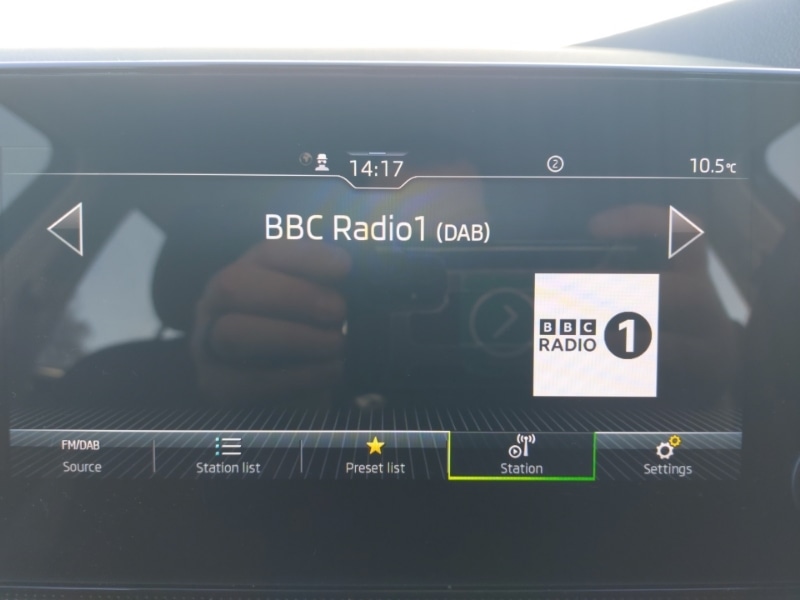 14:17
2
10.5°C
BBC Radio1 (DAB)
BBC
RADIO 1
FM/DAB
Source
Station list
Preset list
Station
Settings